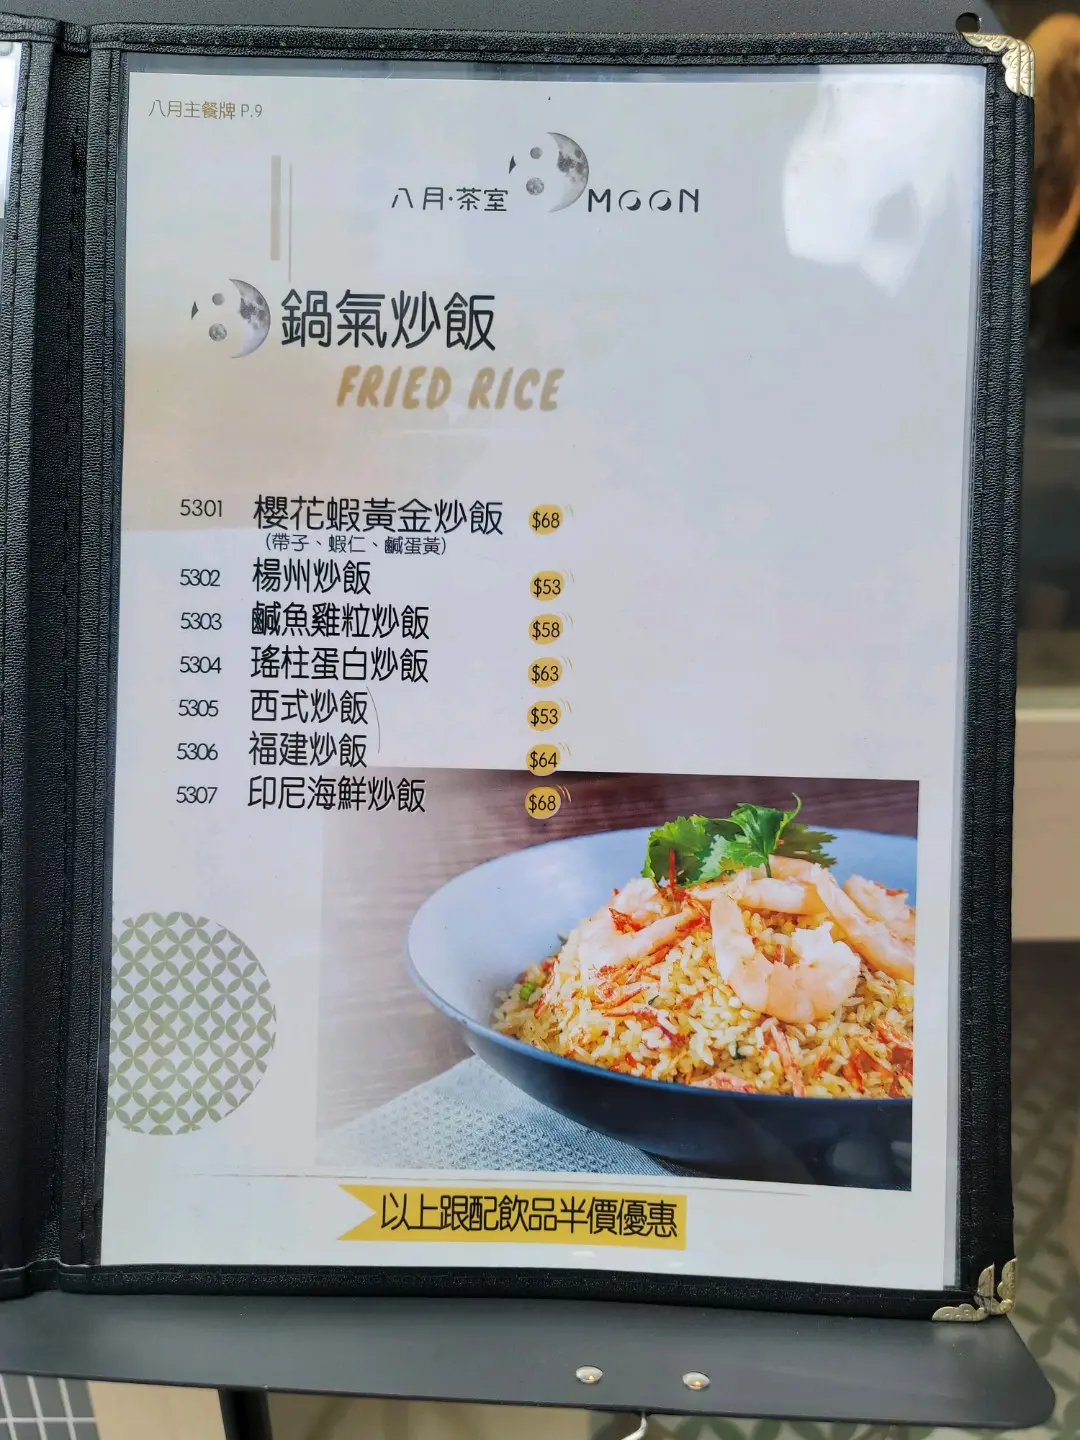 八月主餐牌 P.9
八月·茶室 MOON
鍋氣炒飯
FRIED RICE
5301 櫻花蝦黃金炒飯 $68
(帶子、蝦仁、鹹蛋黃)
5302 楊州炒飯 $53
5303 鹹魚雞粒炒飯 $58
5304 瑤柱蛋白炒飯 $63
5305 西式炒飯 $53
5306 福建炒飯 $64
5307 印尼海鮮炒飯 $68
以上跟配飲品半價優惠